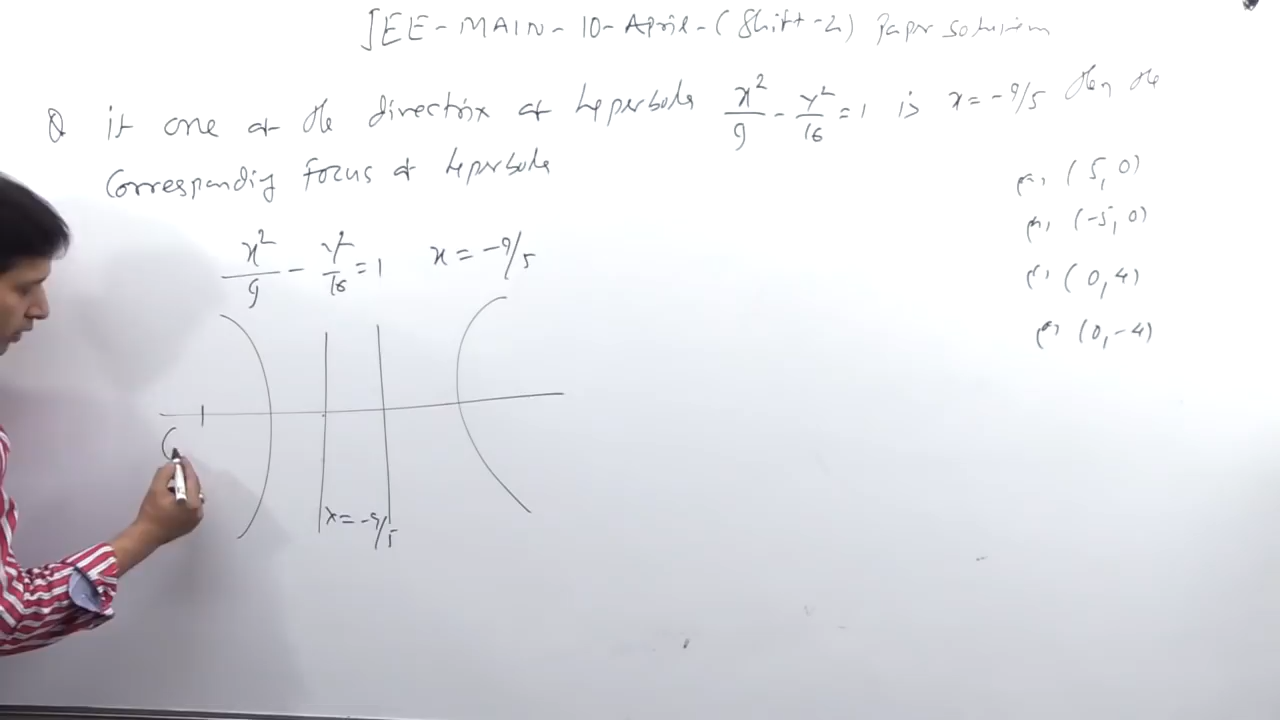 JEE-MAIN-10-April-(Shift-2) Paper solution
Q if one of the directrix of hyperbola x²/9 - y²/16 = 1 is x = -9/5 then the
corresponding focus of hyperbola
(5, 0)
(-5, 0)
(0, 4)
(0, -4)
x²/9 - y²/16 = 1 x = -9/5
x = -9/5
(